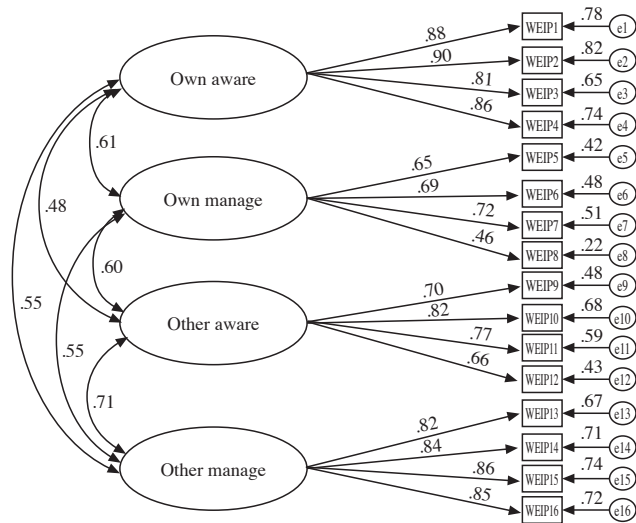 .88 WEIP1 .78 e1
.90 WEIP2 .82 e2
Own aware .81 WEIP3 .65 e3
.86 WEIP4 .74 e4
.61 .65 WEIP5 .42 e5
.48 Own manage .69 WEIP6 .48 e6
.72 WEIP7 .51 e7
.46 WEIP8 .22 e8
.60 .70 WEIP9 .48 e9
.55 Other aware .82 WEIP10 .68 e10
.55 .77 WEIP11 .59 e11
.66 WEIP12 .43 e12
.71 .82 WEIP13 .67 e13
Other manage .84 WEIP14 .71 e14
.86 WEIP15 .74 e15
.85 WEIP16 .72 e16